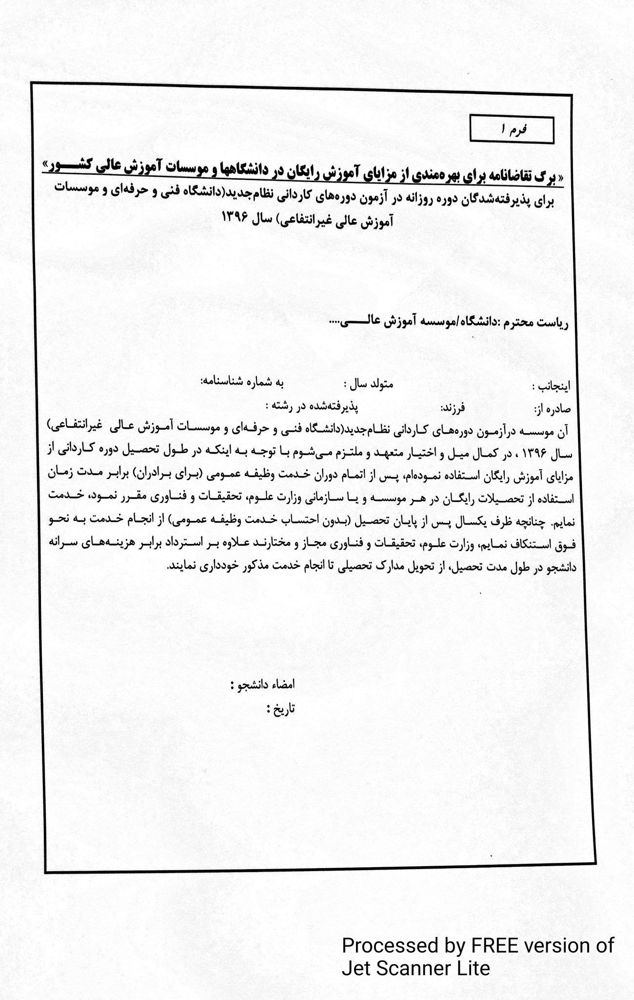 فرم ۱
« برگ تقاضانامه برای بهره‌مندی از مزایای آموزش رایگان در دانشگاهها و موسسات آموزش عالی کشـــور»
برای پذیرفته‌شدگان دوره روزانه در آزمون دوره‌های کاردانی نظام‌جدید(دانشگاه فنی و حرفه‌ای و موسسات
آموزش عالی غیرانتفاعی) سال ۱۳۹۶
ریاست محترم :دانشگاه/موسسه آموزش عالــــی....
اینجانب : متولد سال : به شماره شناسنامه:
صادره از: فرزند: پذیرفته‌شده در رشته :
آن موسسـه درآزمـون دوره‌هـای کـاردانی نظـام‌جدید(دانشـگاه فنـی و حرفـه‌ای و موسسـات آمـوزش عـالی غیرانتفـاعی)
سـال ۱۳۹۶ ، در کمـال میـل و اختیـار متعهـد و ملتـزم مـی‌شـوم بـا توجـه بـه اینکـه در طـول تحصـیل دوره کـاردانی از
مزایای آموزش رایگان اسـتفاده نمـوده‌ام، پـس از اتمـام دوران خـدمت وظیفـه عمـومی (بـرای بـرادران) برابـر مـدت زمـان
اسـتفاده از تحصـیلات رایگـان در هـر موسسـه و یـا سـازمانی وزارت علـوم، تحقیقـات و فنـاوری مقـرر نمـود، خـدمت
نمایم. چنانچه ظرف یکسـال پـس از پایـان تحصـیل (بـدون احتسـاب خـدمت وظیفـه عمـومی) از انجـام خـدمت بـه نحـو
فـوق اسـتنکاف نمـایم، وزارت علـوم، تحقیقـات و فنـاوری مجـاز و مختارنـد عـلاوه بـر اسـترداد برابـر هزینـه‌هـای سـرانه
دانشجو در طول مدت تحصیل، از تحویل مدارک تحصیلی تا انجام خدمت مذکور خودداری نمایند.
امضاء دانشجو :
تاریخ :
Processed by FREE version of
Jet Scanner Lite